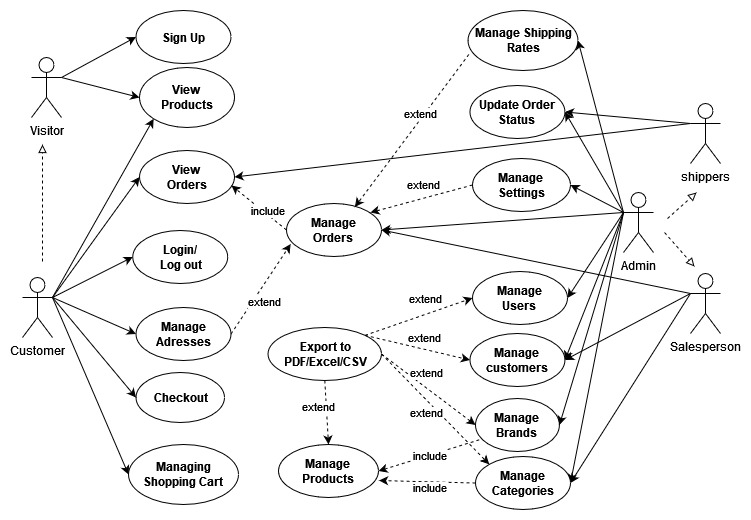 Sign Up
Manage Shipping
Rates
View
Products
Visitor
extend
Update Order
Status
shippers
View
Orders
extend
Manage
Settings
include
Manage
Orders
Admin
Login/
Log out
extend
extend
Manage
Users
Customer
Manage
Adresses
Export to
PDF/Excel/CSV
extend
Manage
customers
Salesperson
extend
Checkout
extend
extend
Manage
Brands
Managing
Shopping Cart
Manage
Products
include
include
Manage
Categories